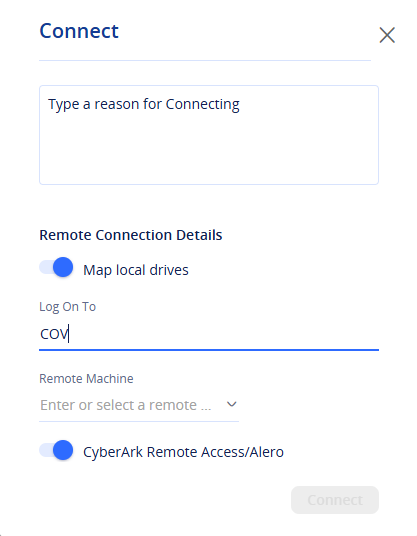 Connect
Type a reason for Connecting
Remote Connection Details
Map local drives
Log On To
COV
Remote Machine
Enter or select a remote ...
CyberArk Remote Access/Alero
Connect